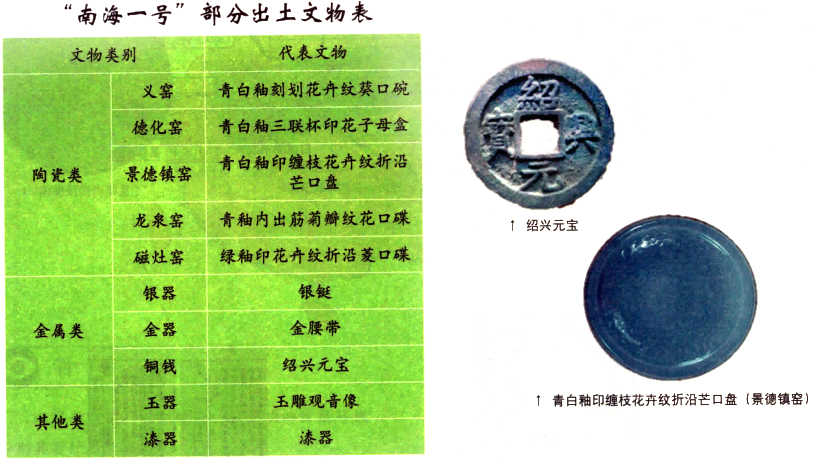 “南海一号”部分出土文物表
文物类别 代表文物
陶瓷类
义窑 青白釉刻划花卉纹葵口碗
德化窑 青白釉三联杯印花子母盒
景德镇窑 青白釉印缠枝花卉纹折沿
芒口盘
龙泉窑 青釉内出筋菊瓣纹花口碟
磁灶窑 绿釉印花卉纹折沿菱口碟
金属类
银器 银铤
金器 金腰带
铜钱 绍兴元宝
其他类
玉器 玉雕观音像
漆器 漆器
紹
興
元
寶
↑ 绍兴元宝
↑ 青白釉印缠枝花卉纹折沿芒口盘（景德镇窑）